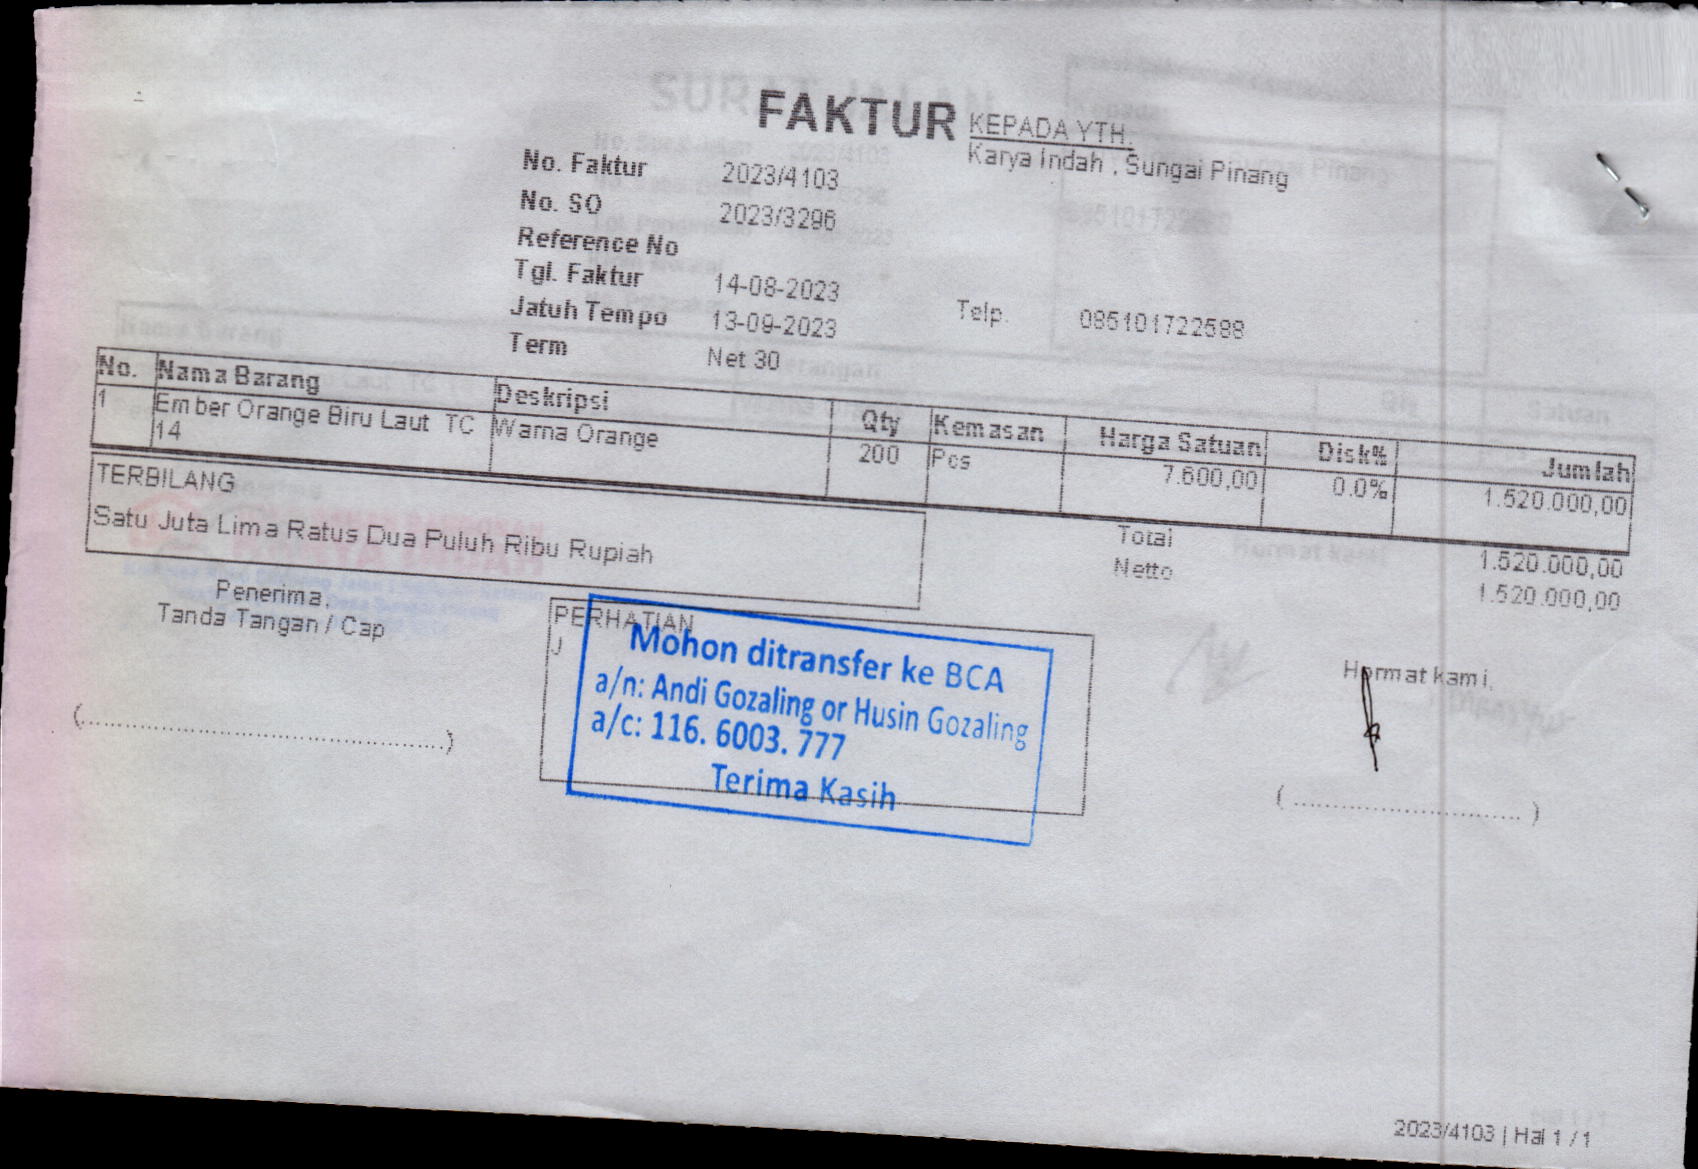 FAKTUR
KEPADA YTH.
Karya Indah , Sungai Pinang
No. Faktur 2023/4103
No. SO 2023/3296
Reference No
Tgl. Faktur 14-08-2023
Jatuh Tempo 13-09-2023
Term Net 30
Telp. 085101722588
No. Nama Barang Deskripsi Qty Kemasan Harga Satuan Disk% Jumlah
1 Ember Orange Biru Laut TC 14 Warna Orange 200 Pcs 7.600,00 0.0% 1.520.000,00
TERBILANG
Satu Juta Lima Ratus Dua Puluh Ribu Rupiah
Total 1.520.000,00
Netto 1.520.000,00
Penerima,
Tanda Tangan / Cap
(................................................)
PERHATIAN
J
Mohon ditransfer ke BCA
a/n: Andi Gozaling or Husin Gozaling
a/c: 116. 6003. 777
Terima Kasih
Hormat kami,
( ................................ )
2023/4103 | Hal 1 / 1